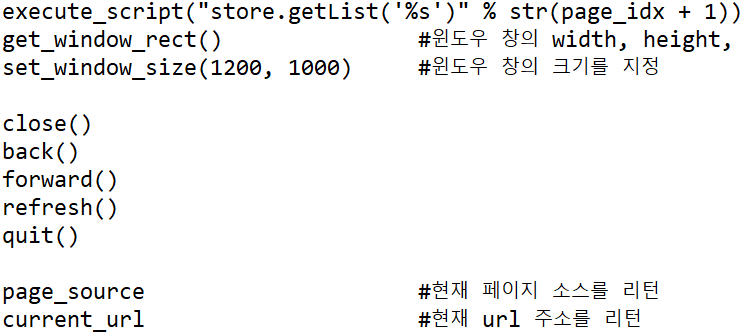 execute_script("store.getList('%s')" % str(page_idx + 1))
get_window_rect() #윈도우 창의 width, height,
set_window_size(1200, 1000) #윈도우 창의 크기를 지정
close()
back()
forward()
refresh()
quit()
page_source #현재 페이지 소스를 리턴
current_url #현재 url 주소를 리턴